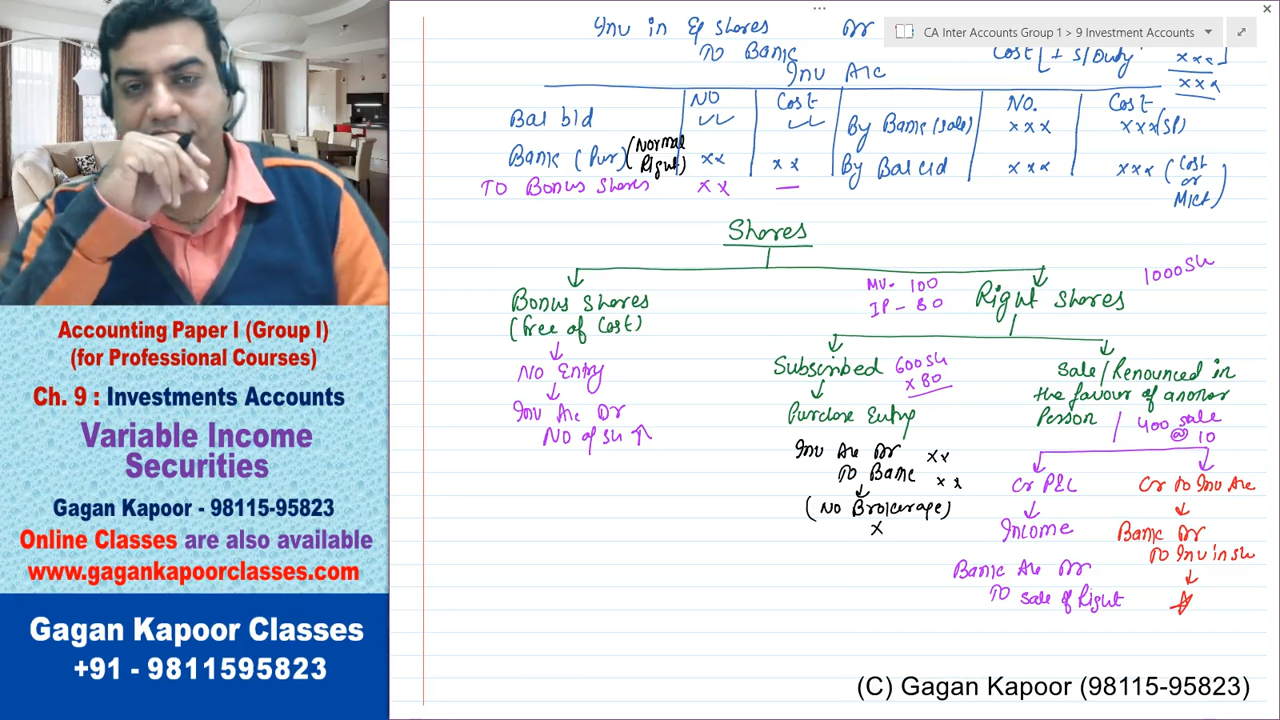 CA Inter Accounts Group 1 > 9 Investment Accounts
Inv in Eq shares Dr
To Bank
Cost [± S/Duty]
xxx
xxx
Inv A/c
NO Cost NO. Cost
Bal b/d ✓✓ ✓✓ By Bank (sale) xxx xxx (SP)
Bank (Pur) (Normal Right) xx xx By Bal c/d xxx xxx (Cost or Mkt)
TO Bonus Shares xx —
Shares
Bonus Shares
(free of Cost)
No Entry
Inv A/c Dr
No of sh ↑
MV - 100
IP - 80
Right Shares
1000 Sh
Subscribed 600 Sh
x 80
Purchase Entry
Inv A/c Dr xx
To Bank xx
(No Brokerage)
x
Sale/Renounced in
the favour of another
Person
400 sale
@ 10
Cr P&L
Income
Bank A/c Dr
To Sale of Right
Cr to Inv A/c
Bank Dr
To Inv in sh
Accounting Paper I (Group I)
(for Professional Courses)
Ch. 9 : Investments Accounts
Variable Income
Securities
Gagan Kapoor - 98115-95823
Online Classes are also available
www.gagankapoorclasses.com
Gagan Kapoor Classes
+91 - 9811595823
(C) Gagan Kapoor (98115-95823)